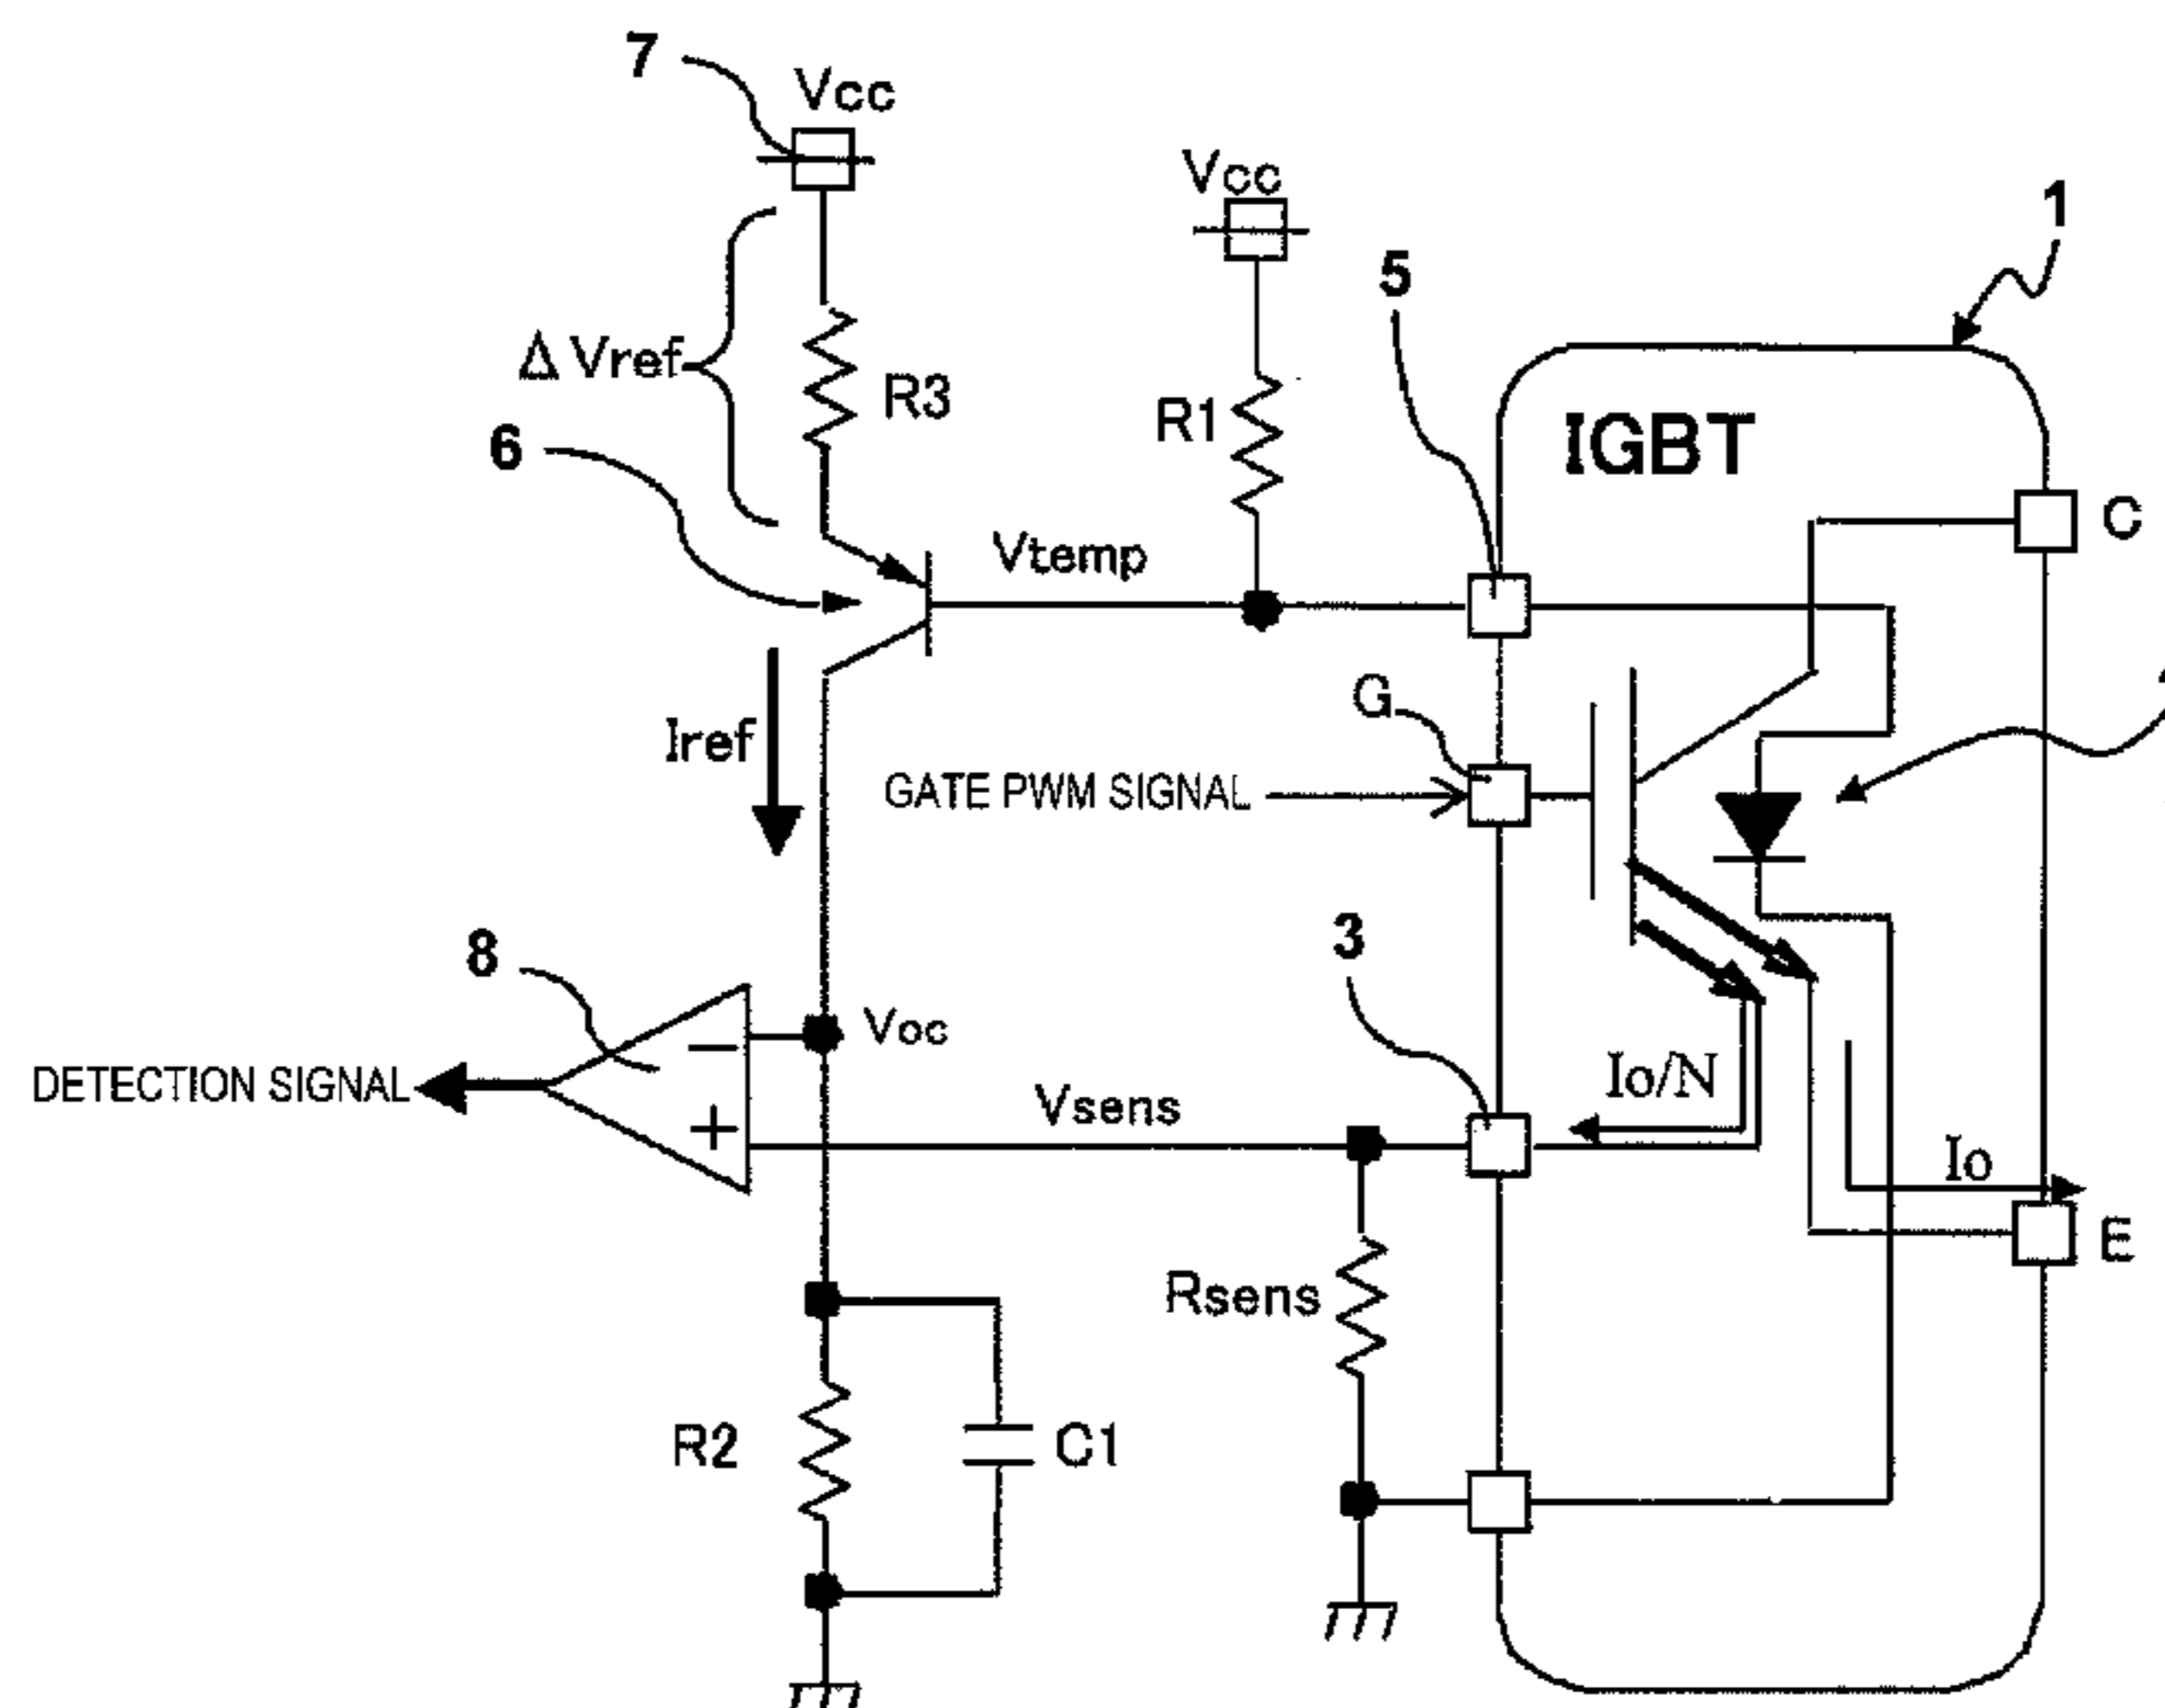 7
Vcc
Vcc
1
5
Δ Vref
R3
R1
IGBT
6
C
Vtemp
G
Iref
GATE PWM SIGNAL
8
3
Voc
DETECTION SIGNAL
−
Io/N
Vsens
+
Io
E
Rsens
R2
C1